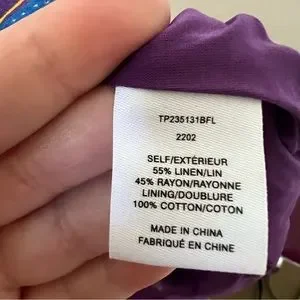 TP235131BFL
2202
SELF/EXTÉRIEUR
55% LINEN/LIN
45% RAYON/RAYONNE
LINING/DOUBLURE
100% COTTON/COTON
MADE IN CHINA
FABRIQUÉ EN CHINE